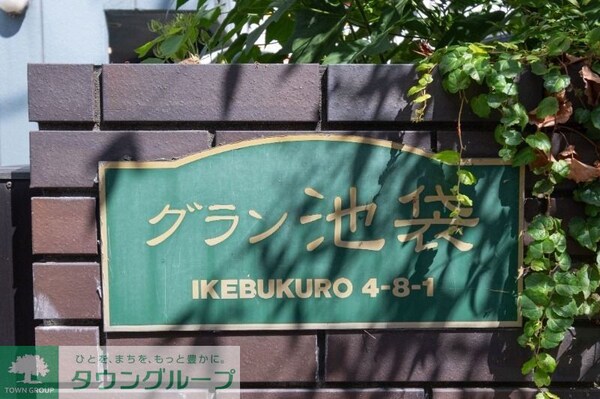 グラン池袋
IKEBUKURO 4-8-1
ひとを、まちを、もっと豊かに。
タウングループ
TOWN GROUP